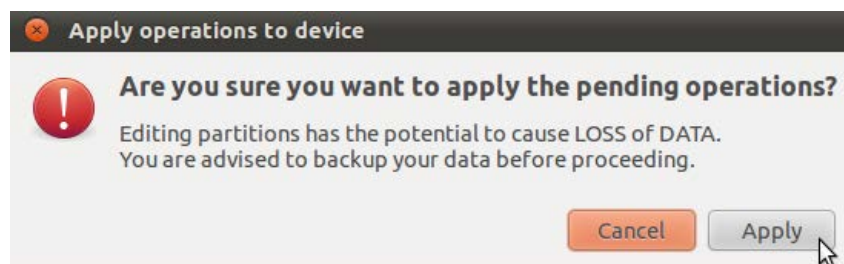 Apply operations to device
Are you sure you want to apply the pending operations?
Editing partitions has the potential to cause LOSS of DATA.
You are advised to backup your data before proceeding.
Cancel Apply